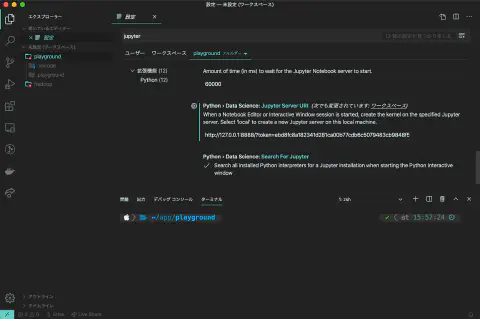 設定 — 未設定 (ワークスペース)
エクスプローラー
設定
開いているエディター
設定
未設定 (ワークスペース)
playground
.vscode
playground
jupyter
ユーザー ワークスペース playground フォルダー
拡張機能 (13)
Python (12)
Amount of time (in ms) to wait for the Jupyter Notebook server to start.
60000
Python › Data Science: Jupyter Server URI (次でも変更されています: ワークスペース)
When a Notebook Editor or Interactive Window session is started, create the kernel on the specified Jupyter
server. Select 'local' to create a new Jupyter server on this local machine.
Python › Data Science: Search For Jupyter
Search all installed Python interpreters for a Jupyter installation when starting the Python Interactive
window
問題 出力 デバッグ コンソール ターミナル
1: zsh
~/app/playground
at 15:57:24
アウトライン
タイムライン
Live Share